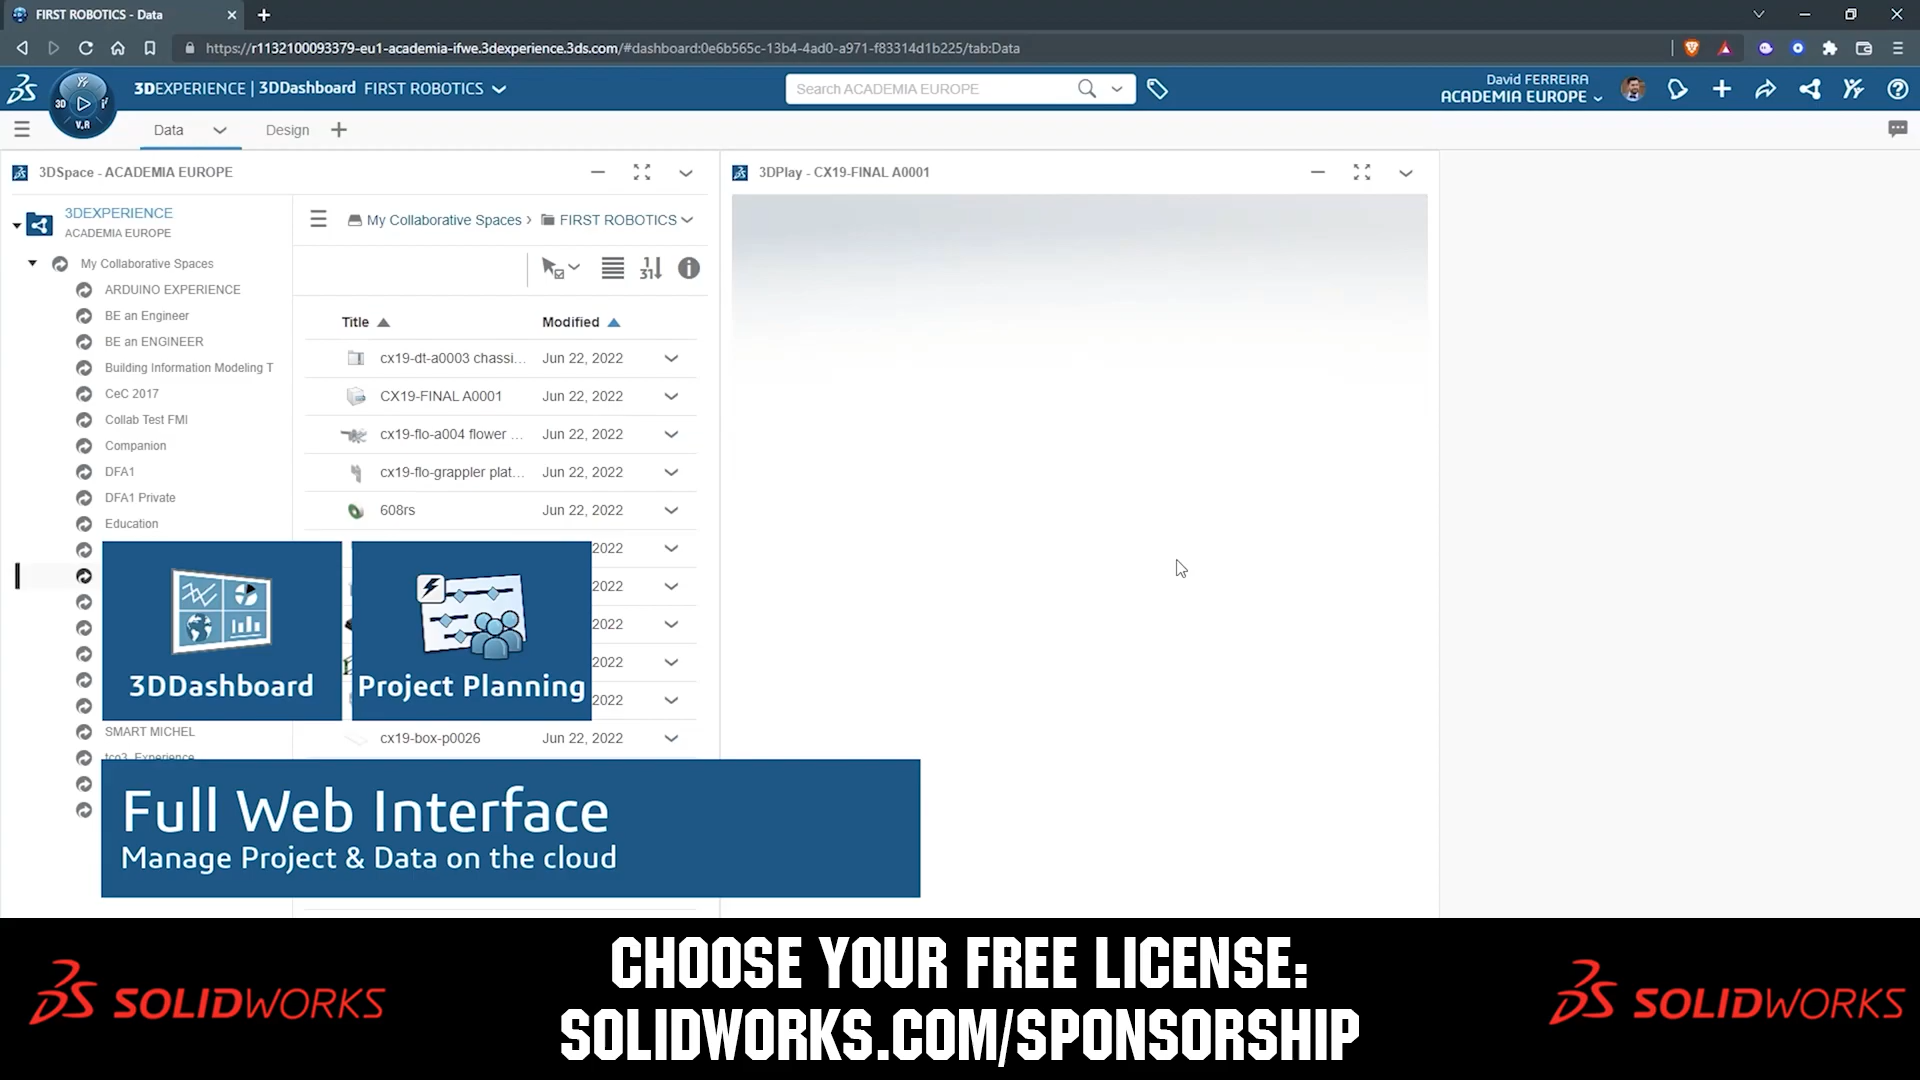 FIRST ROBOTICS - Data
https://r1132100093379-eu1-academia-ifwe.3dexperience.3ds.com/#dashboard:0e6b565c-13b4-4ad0-a971-f83314d1b225/tab:Data
3DEXPERIENCE | 3DDashboard FIRST ROBOTICS
Search ACADEMIA EUROPE
David FERREIRA
ACADEMIA EUROPE
3D
V.R
Data
Design
3DSpace - ACADEMIA EUROPE
3DPlay - CX19-FINAL A0001
3DEXPERIENCE
ACADEMIA EUROPE
My Collaborative Spaces
ARDUINO EXPERIENCE
BE an Engineer
BE an ENGINEER
Building Information Modeling T
CeC 2017
Collab Test FMI
Companion
DFA1
DFA1 Private
Education
SMART MICHEL
tco3_Experience
My Collaborative Spaces › FIRST ROBOTICS
Title Modified
cx19-dt-a0003 chassi... Jun 22, 2022
CX19-FINAL A0001 Jun 22, 2022
cx19-flo-a004 flower ... Jun 22, 2022
cx19-flo-grappler plat... Jun 22, 2022
608rs Jun 22, 2022
2022
2022
2022
2022
2022
cx19-box-p0026 Jun 22, 2022
3DDashboard
Project Planning
Full Web Interface
Manage Project & Data on the cloud
SOLIDWORKS
CHOOSE YOUR FREE LICENSE:
SOLIDWORKS.COM/SPONSORSHIP
SOLIDWORKS